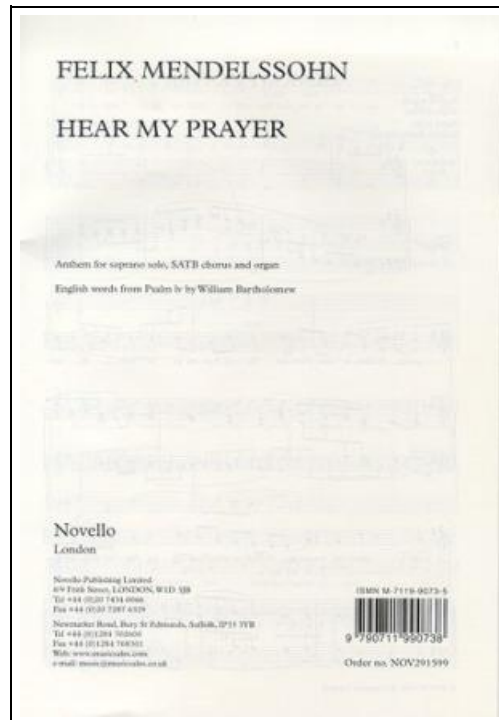 FELIX MENDELSSOHN
HEAR MY PRAYER
Anthem for soprano solo, SATB chorus and organ
English words from Psalm lv by William Bartholomew
Novello
London
Novello Publishing Limited
8/9 Frith Street, LONDON, W1D 3JB
Tel +44 (0)20 7434 0066
Fax +44 (0)20 7287 6329
Newmarket Road, Bury St Edmunds, Suffolk, IP33 3YB
Tel +44 (0)1284 702600
Fax +44 (0)1284 768301
Web: www.musicsales.com
e-mail: music@musicsales.co.uk
ISMN M-7119-9073-5
9 790711 990738
Order no. NOV291599